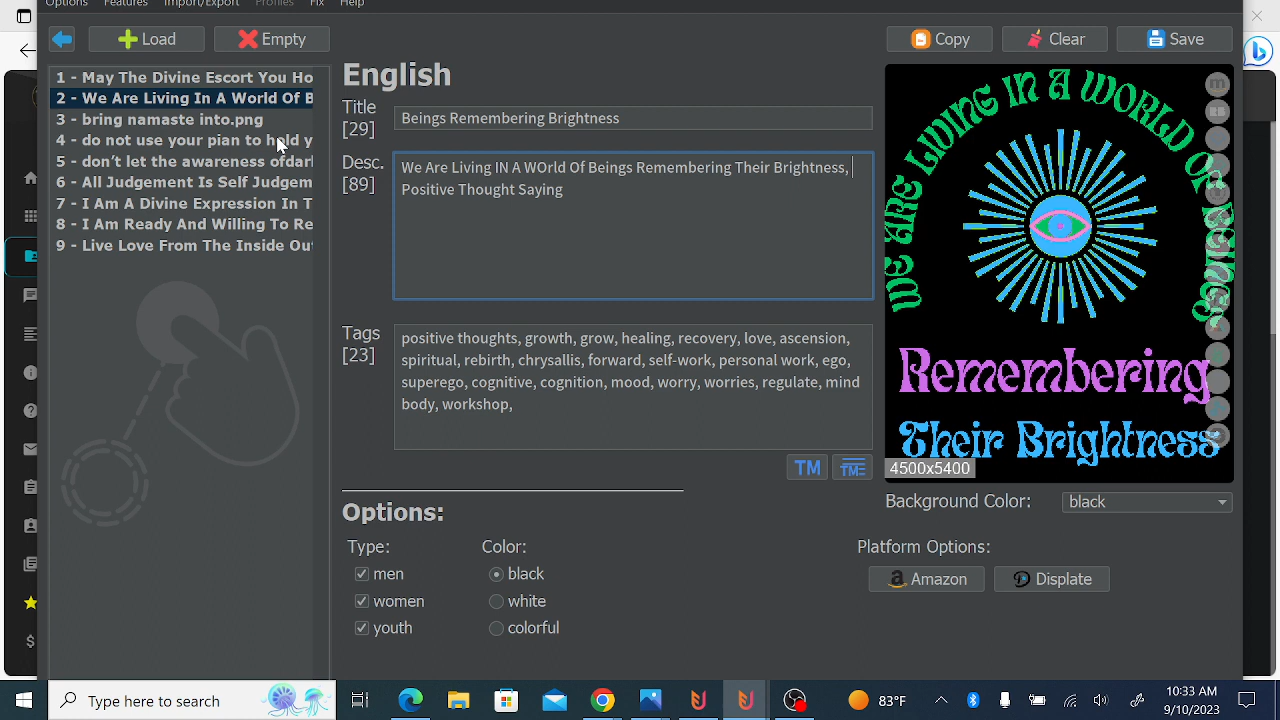 Options Features Import/Export Profiles Fix Help
Load
Empty
Copy
Clear
Save
1 - May The Divine Escort You Ho
2 - We Are Living In A World Of B
3 - bring namaste into.png
4 - do not use your pian to hold y
5 - don't let the awareness ofdarl
6 - All Judgement Is Self Judgem
7 - I Am A Divine Expression In T
8 - I Am Ready And Willing To Re
9 - Live Love From The Inside Ou
English
Title
[29]
Beings Remembering Brightness
Desc.
[89]
We Are Living IN A WOrld Of Beings Remembering Their Brightness,
Positive Thought Saying
Tags
[23]
positive thoughts, growth, grow, healing, recovery, love, ascension,
spiritual, rebirth, chrysallis, forward, self-work, personal work, ego,
superego, cognitive, cognition, mood, worry, worries, regulate, mind
body, workshop,
TM
TM
WE ARE LIVING IN A WORLD OF BEINGS
Remembering
Their Brightness
4500x5400
Background Color:
black
Options:
Type:
men
women
youth
Color:
black
white
colorful
Platform Options:
Amazon
Displate
Type here to search
83°F
10:33 AM
9/10/2023